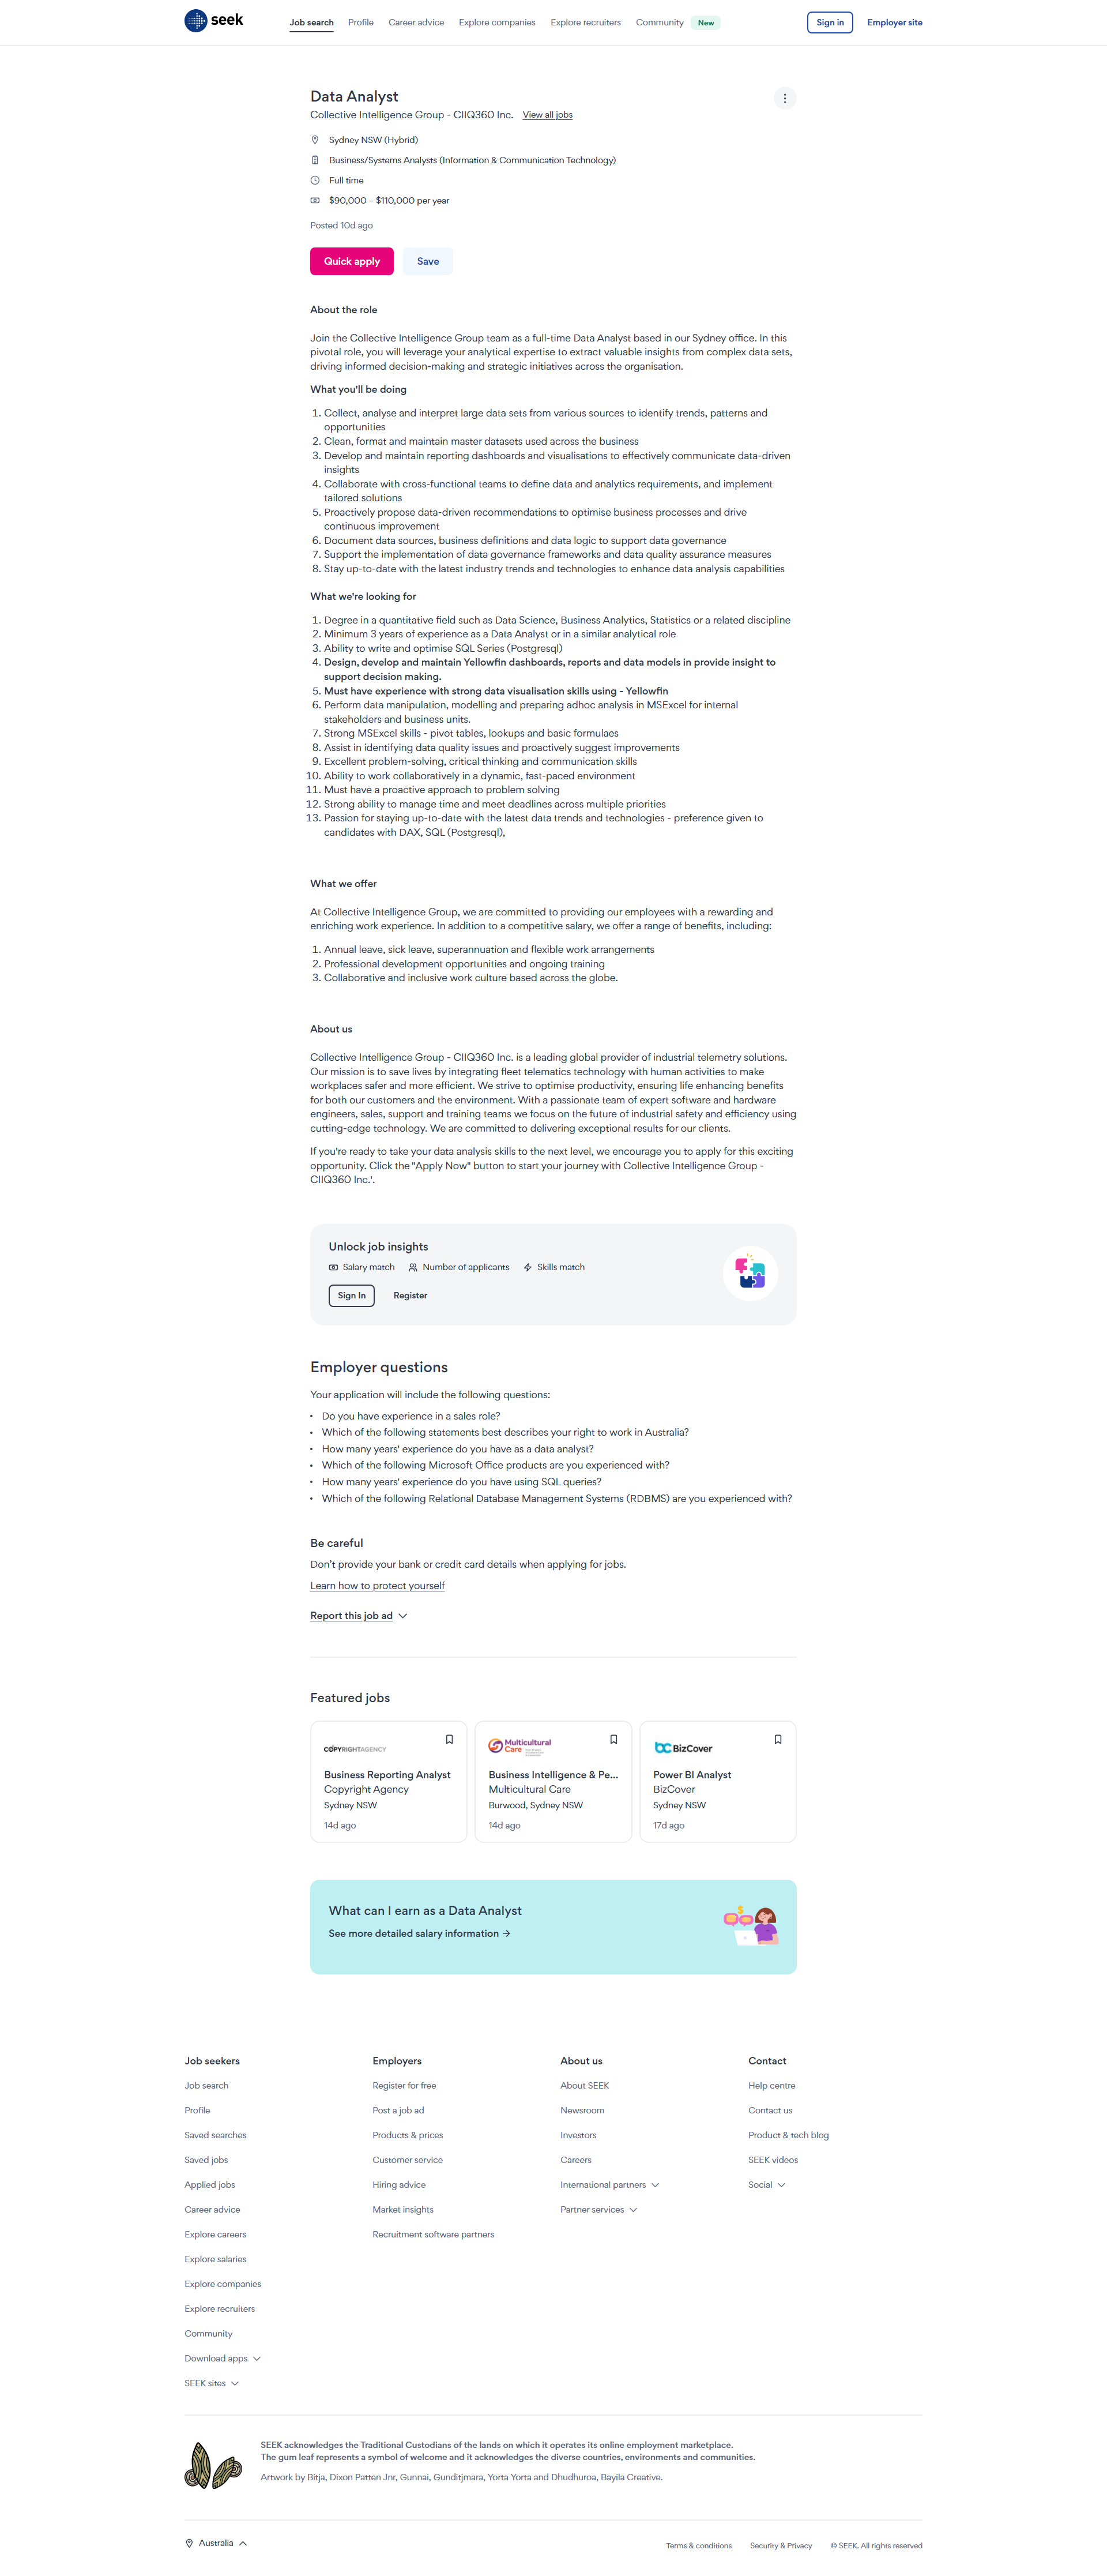 seek
Job search Profile Career advice Explore companies Explore recruiters Community New Sign in Employer site
Data Analyst
Collective Intelligence Group - CIIQ360 Inc. View all jobs
Sydney NSW (Hybrid)
Business/Systems Analysts (Information & Communication Technology)
Full time
$90,000 – $110,000 per year
Posted 10d ago
Quick apply Save
About the role
Join the Collective Intelligence Group team as a full-time Data Analyst based in our Sydney office. In this
pivotal role, you will leverage your analytical expertise to extract valuable insights from complex data sets,
driving informed decision-making and strategic initiatives across the organisation.
What you'll be doing
1. Collect, analyse and interpret large data sets from various sources to identify trends, patterns and
opportunities
2. Clean, format and maintain master datasets used across the business
3. Develop and maintain reporting dashboards and visualisations to effectively communicate data-driven
insights
4. Collaborate with cross-functional teams to define data and analytics requirements, and implement
tailored solutions
5. Proactively propose data-driven recommendations to optimise business processes and drive
continuous improvement
6. Document data sources, business definitions and data logic to support data governance
7. Support the implementation of data governance frameworks and data quality assurance measures
8. Stay up-to-date with the latest industry trends and technologies to enhance data analysis capabilities
What we're looking for
1. Degree in a quantitative field such as Data Science, Business Analytics, Statistics or a related discipline
2. Minimum 3 years of experience as a Data Analyst or in a similar analytical role
3. Ability to write and optimise SQL Series (Postgresql)
4. Design, develop and maintain Yellowfin dashboards, reports and data models in provide insight to
support decision making.
5. Must have experience with strong data visualisation skills using - Yellowfin
6. Perform data manipulation, modelling and preparing adhoc analysis in MSExcel for internal
stakeholders and business units.
7. Strong MSExcel skills - pivot tables, lookups and basic formulaes
8. Assist in identifying data quality issues and proactively suggest improvements
9. Excellent problem-solving, critical thinking and communication skills
10. Ability to work collaboratively in a dynamic, fast-paced environment
11. Must have a proactive approach to problem solving
12. Strong ability to manage time and meet deadlines across multiple priorities
13. Passion for staying up-to-date with the latest data trends and technologies - preference given to
candidates with DAX, SQL (Postgresql),
What we offer
At Collective Intelligence Group, we are committed to providing our employees with a rewarding and
enriching work experience. In addition to a competitive salary, we offer a range of benefits, including:
1. Annual leave, sick leave, superannuation and flexible work arrangements
2. Professional development opportunities and ongoing training
3. Collaborative and inclusive work culture based across the globe.
About us
Collective Intelligence Group - CIIQ360 Inc. is a leading global provider of industrial telemetry solutions.
Our mission is to save lives by integrating fleet telematics technology with human activities to make
workplaces safer and more efficient. We strive to optimise productivity, ensuring life enhancing benefits
for both our customers and the environment. With a passionate team of expert software and hardware
engineers, sales, support and training teams we focus on the future of industrial safety and efficiency using
cutting-edge technology. We are committed to delivering exceptional results for our clients.
If you're ready to take your data analysis skills to the next level, we encourage you to apply for this exciting
opportunity. Click the "Apply Now" button to start your journey with Collective Intelligence Group -
CIIQ360 Inc.'.
Unlock job insights
Salary match Number of applicants Skills match
Sign In Register
Employer questions
Your application will include the following questions:
• Do you have experience in a sales role?
• Which of the following statements best describes your right to work in Australia?
• How many years' experience do you have as a data analyst?
• Which of the following Microsoft Office products are you experienced with?
• How many years' experience do you have using SQL queries?
• Which of the following Relational Database Management Systems (RDBMS) are you experienced with?
Be careful
Don't provide your bank or credit card details when applying for jobs.
Learn how to protect yourself
Report this job ad
Featured jobs
COPYRIGHTAGENCY Multicultural Care BizCover
Business Reporting Analyst Business Intelligence & Pe... Power BI Analyst
Copyright Agency Multicultural Care BizCover
Sydney NSW Burwood, Sydney NSW Sydney NSW
14d ago 14d ago 17d ago
What can I earn as a Data Analyst
See more detailed salary information
Job seekers Employers About us Contact
Job search Register for free About SEEK Help centre
Profile Post a job ad Newsroom Contact us
Saved searches Products & prices Investors Product & tech blog
Saved jobs Customer service Careers SEEK videos
Applied jobs Hiring advice International partners Social
Career advice Market insights Partner services
Explore careers Recruitment software partners
Explore salaries
Explore companies
Explore recruiters
Community
Download apps
SEEK sites
SEEK acknowledges the Traditional Custodians of the lands on which it operates its online employment marketplace.
The gum leaf represents a symbol of welcome and it acknowledges the diverse countries, environments and communities.
Artwork by Bitja, Dixon Patten Jnr, Gunnai, Gunditjmara, Yorta Yorta and Dhudhuroa, Bayila Creative.
Australia Terms & conditions Security & Privacy © SEEK. All rights reserved